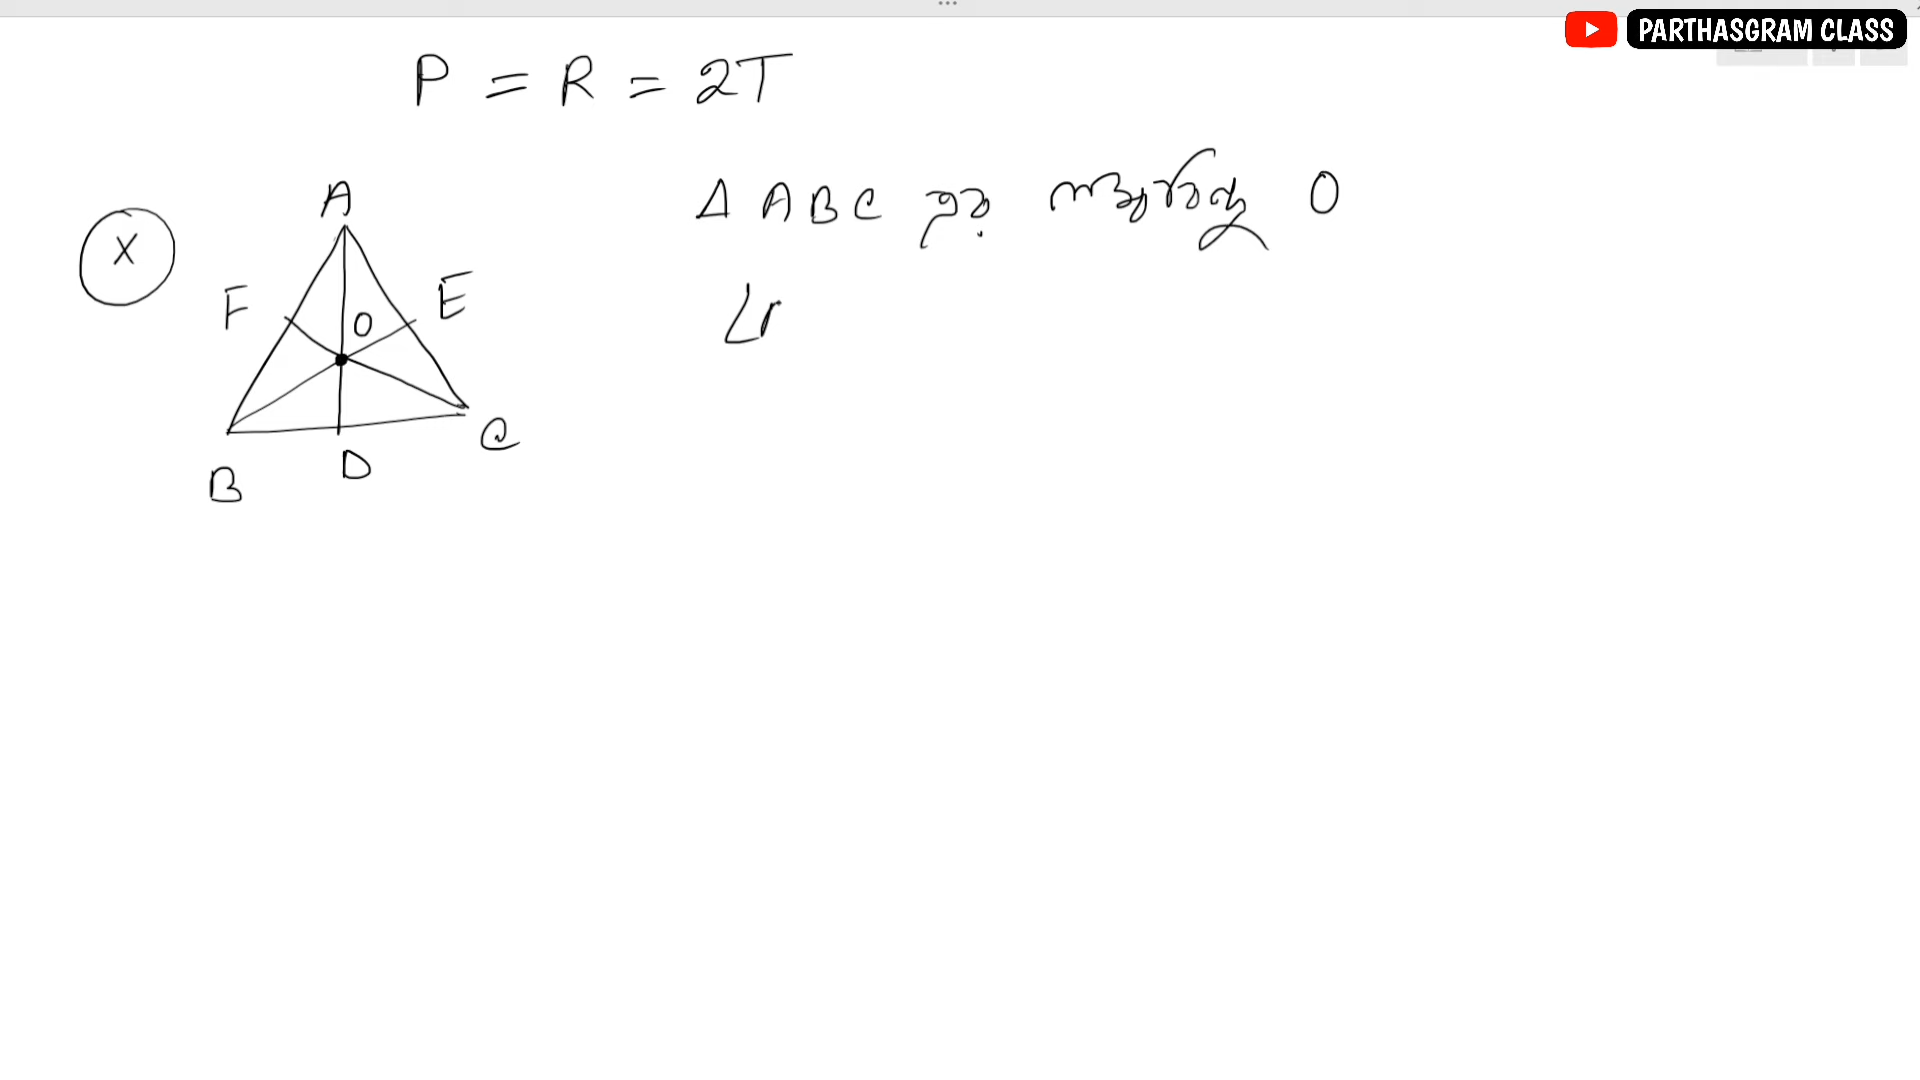 PARTHASGRAM CLASS
P = R = 2T
X
A
Δ ABC এর লম্ববিন্দু O
F
E
O
∠
B
D
C